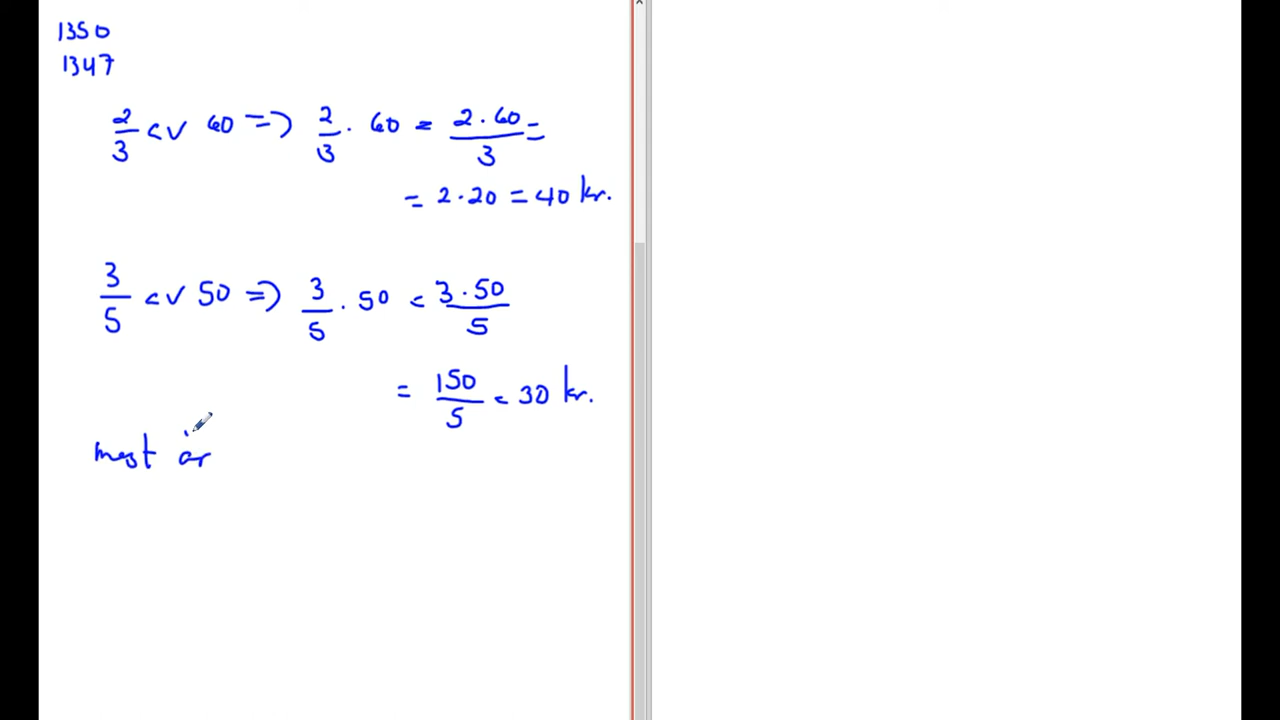 1350
1347
2/3 av 60 => 2/3 · 60 = 2·60/3 =
= 2·20 = 40 kr.
3/5 av 50 => 3/5 · 50 = 3·50/5
= 150/5 = 30 kr.
mest är